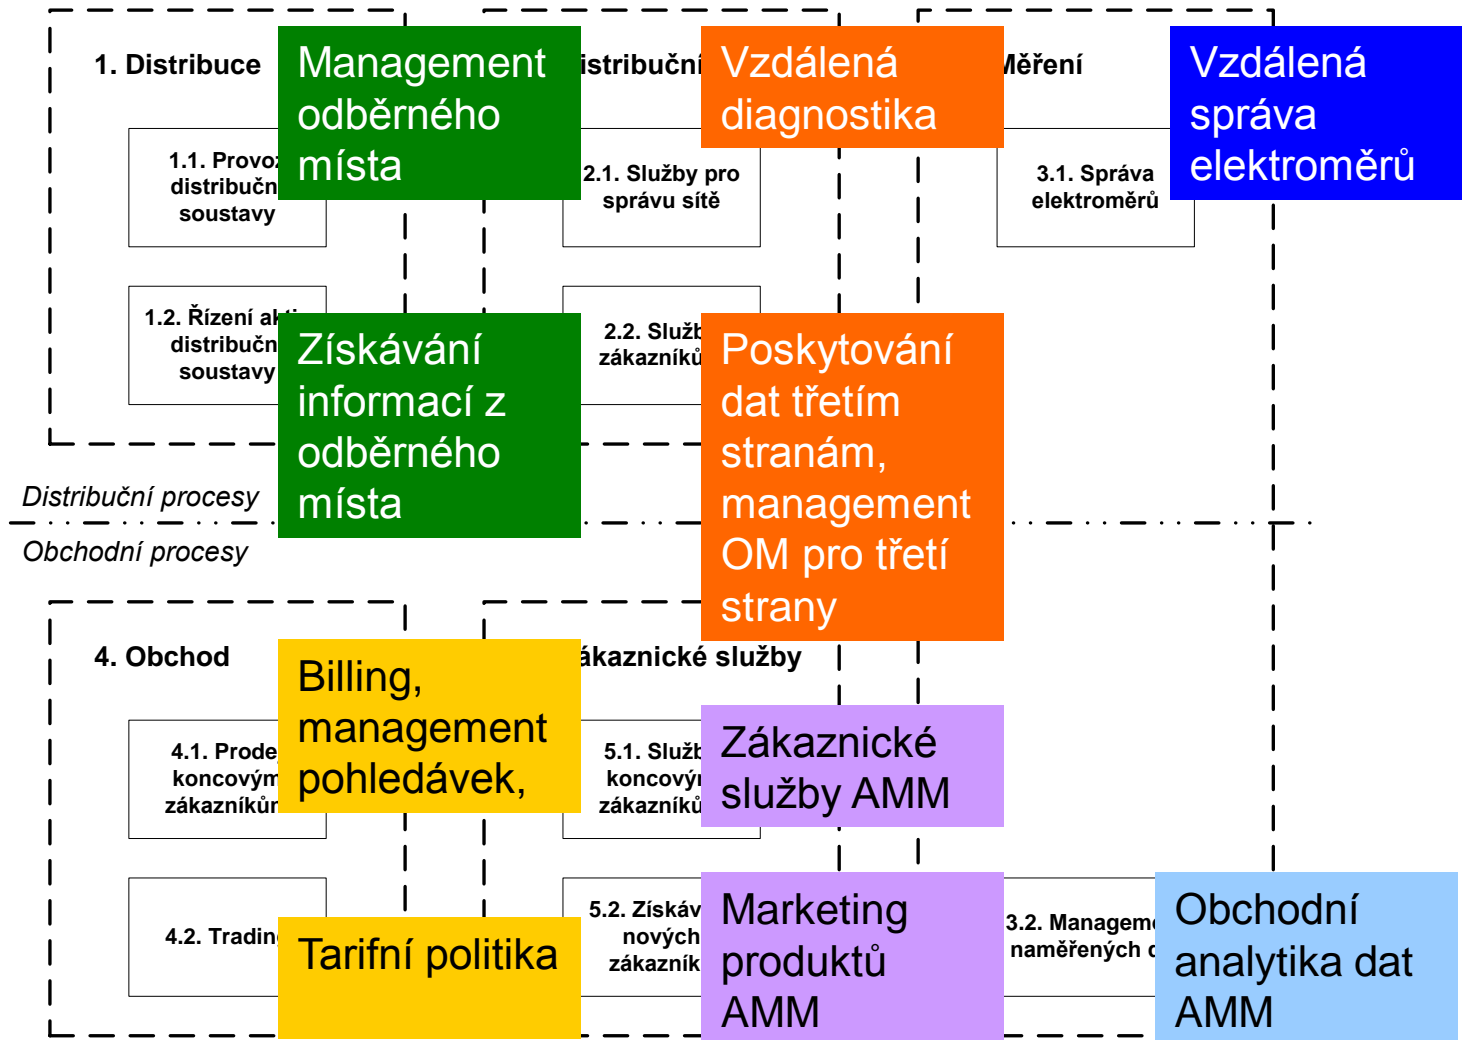 1. Distribuce
Management
odběrného
místa
istribuční
Vzdálená
diagnostika
Měření
Vzdálená
správa
elektroměrů
1.1. Provoz
distribučn
soustavy
2.1. Služby pro
správu sítě
3.1. Správa
elektroměrů
1.2. Řízení akti
distribučn
soustavy
Získávání
informací z
odběrného
místa
2.2. Služb
zákazníků
Poskytování
dat třetím
stranám,
management
OM pro třetí
strany
Distribuční procesy
Obchodní procesy
4. Obchod
Billing,
management
pohledávek,
ákaznické služby
4.1. Prode
koncovým
zákazníkům
5.1. Služb
koncovým
zákazníků
Zákaznické
služby AMM
4.2. Trading
Tarifní politika
5.2. Získáv
nových
zákazník
Marketing
produktů
AMM
3.2. Manageme
naměřených d
Obchodní
analytika dat
AMM